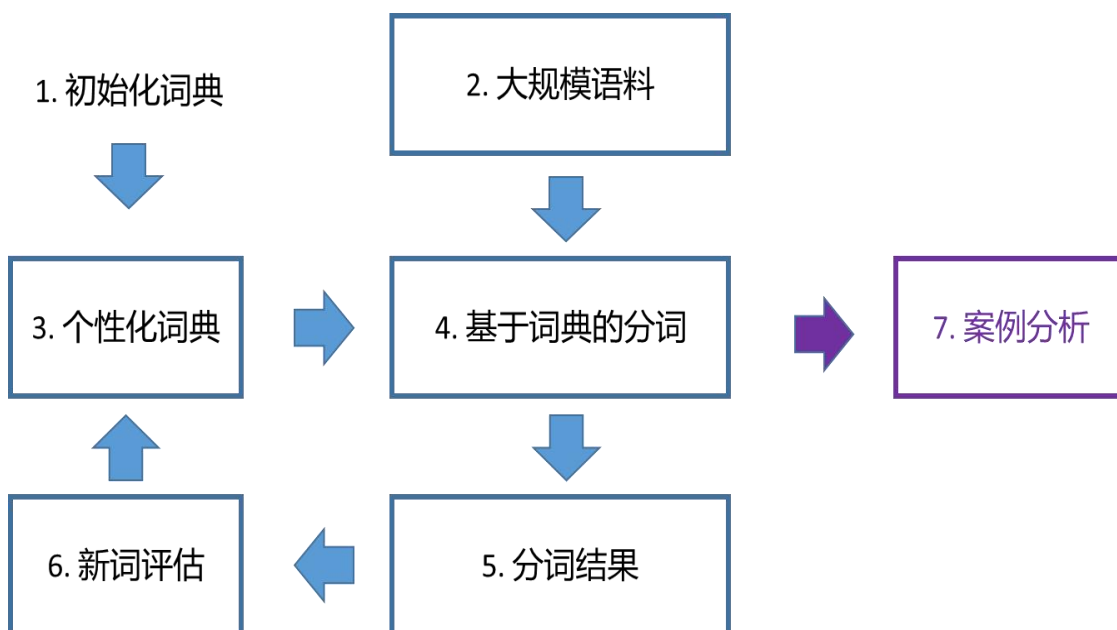 1. 初始化词典
2. 大规模语料
3. 个性化词典
4. 基于词典的分词
7. 案例分析
6. 新词评估
5. 分词结果